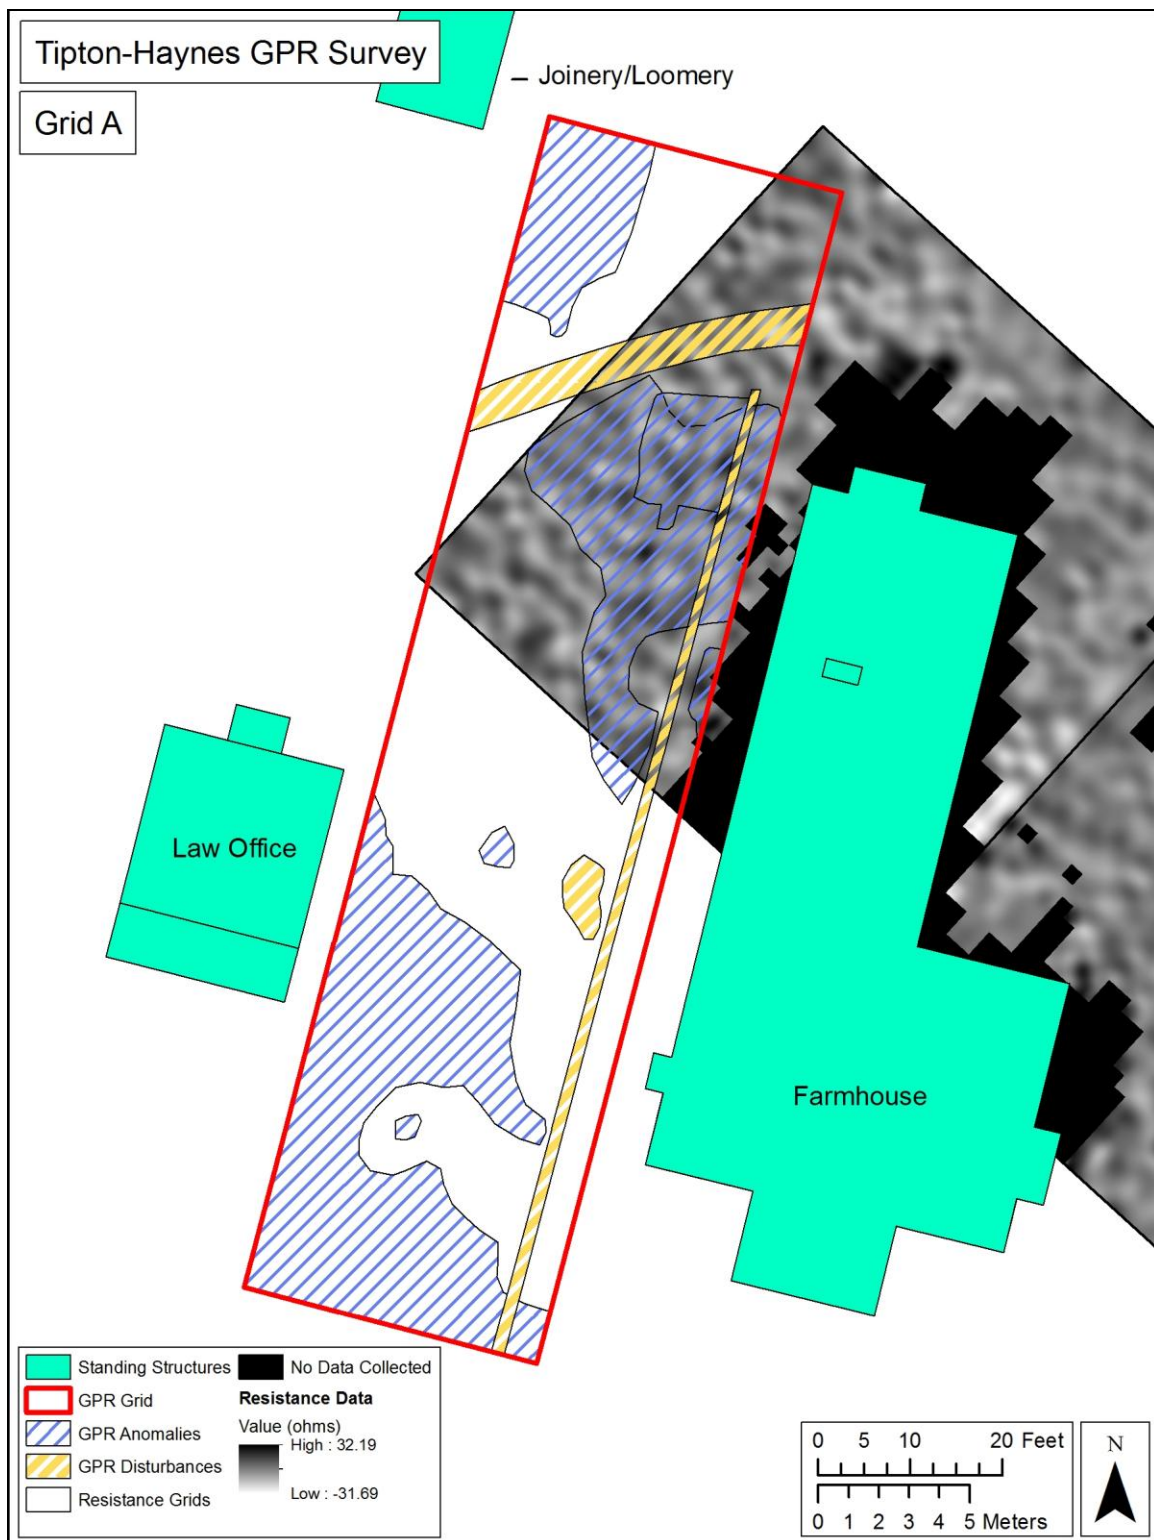 Tipton-Haynes GPR Survey
Joinery/Loomery
Grid A
Law Office
Farmhouse
Standing Structures
GPR Grid
GPR Anomalies
GPR Disturbances
Resistance Grids
No Data Collected
Resistance Data
Value (ohms)
High : 32.19
Low : -31.69
0 5 10 20 Feet
0 1 2 3 4 5 Meters
N